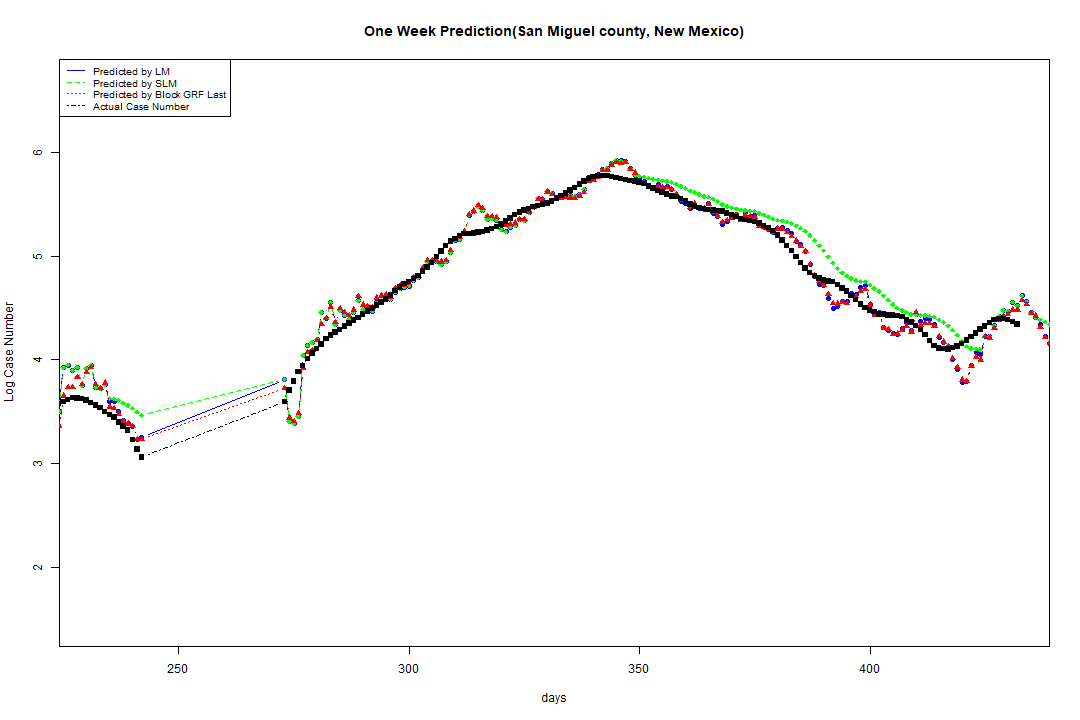 One Week Prediction(San Miguel county, New Mexico)
Predicted by LM
Predicted by SLM
Predicted by Block GRF Last
Actual Case Number
6
5
4
3
2
Log Case Number
250 300 350 400
days